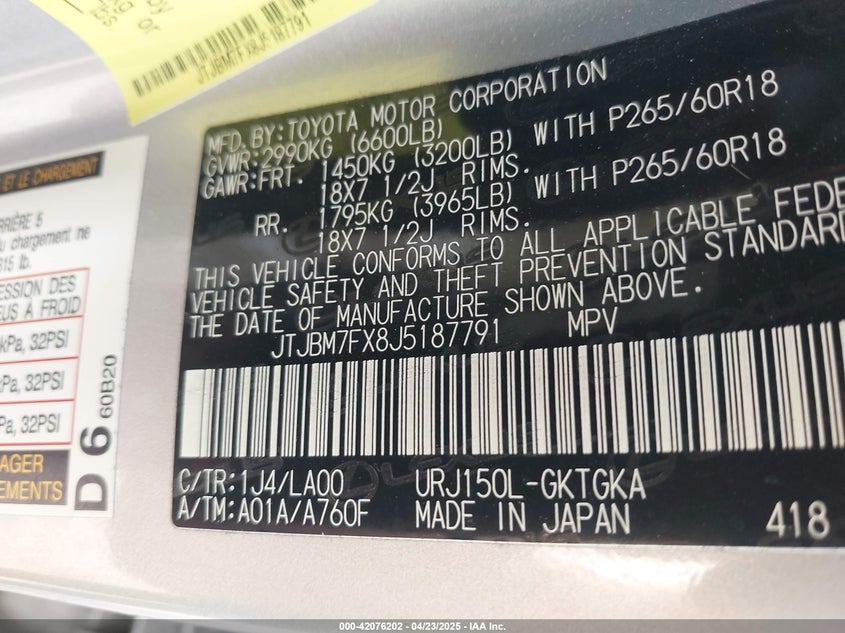 JTJBM7FX8J5187791
MFD.BY:TOYOTA MOTOR CORPORATION
GVWR:2990KG (6600LB)
GAWR:FRT. 1450KG (3200LB) WITH P265/60R18
18X7 1/2J RIMS.
RR. 1795KG (3965LB) WITH P265/60R18
18X7 1/2J RIMS.
THIS VEHICLE CONFORMS TO ALL APPLICABLE FEDE
VEHICLE SAFETY AND THEFT PREVENTION STANDARD
THE DATE OF MANUFACTURE SHOWN ABOVE.
JTJBM7FX8J5187791 MPV
C/TR:1J4/LA00 URJ150L-GKTGKA
A/TM:A01A/A760F MADE IN JAPAN 418
ET LE CHARGEMENT
RRIÈRE 5
chargement ne
315 lb.
ESSION DES
US À FROID
kPa, 32PSI
kPa, 32PSI
Pa, 32PSI
AGER
EMENTS
D 6 60B20
000-42076202 - 04/23/2025 - IAA Inc.